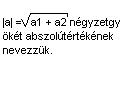 |a| =√a1 + a2 négyzetgy
ökét abszolútértékének
nevezzük.